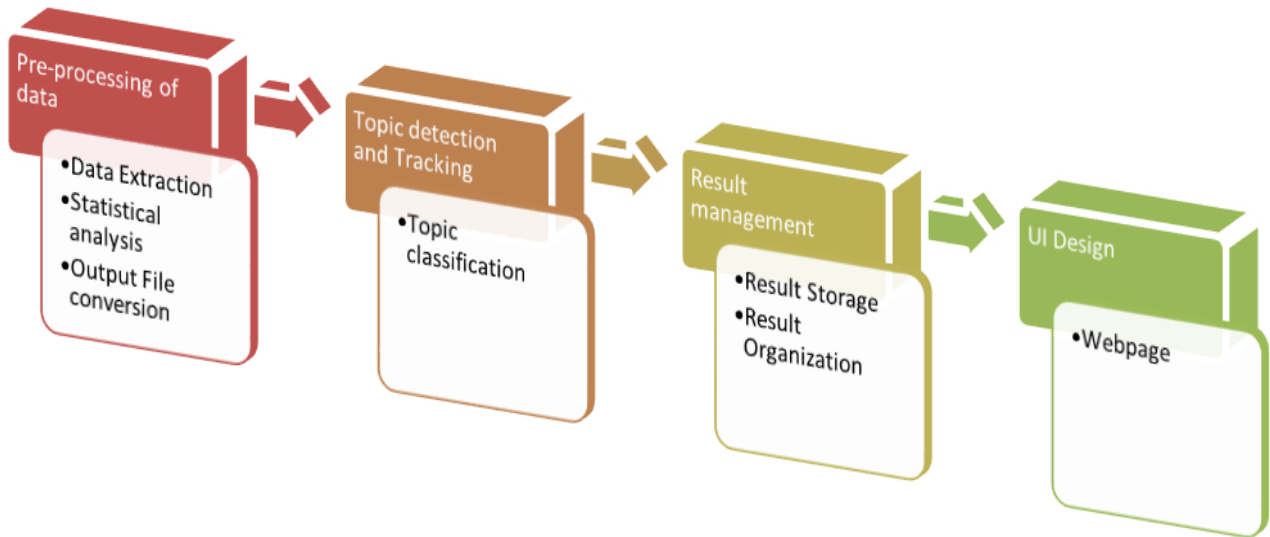 Pre-processing of
data
•Data Extraction
•Statistical
analysis
•Output File
conversion
Topic detection
and Tracking
•Topic
classification
Result
management
•Result Storage
•Result
Organization
UI Design
•Webpage